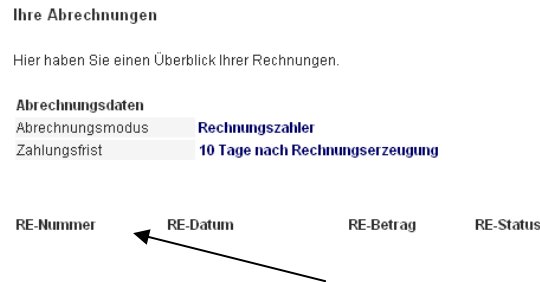 Ihre Abrechnungen
Hier haben Sie einen Überblick Ihrer Rechnungen.
Abrechnungsdaten
Abrechnungsmodus Rechnungszahler
Zahlungsfrist 10 Tage nach Rechnungserzeugung
RE-Nummer RE-Datum RE-Betrag RE-Status